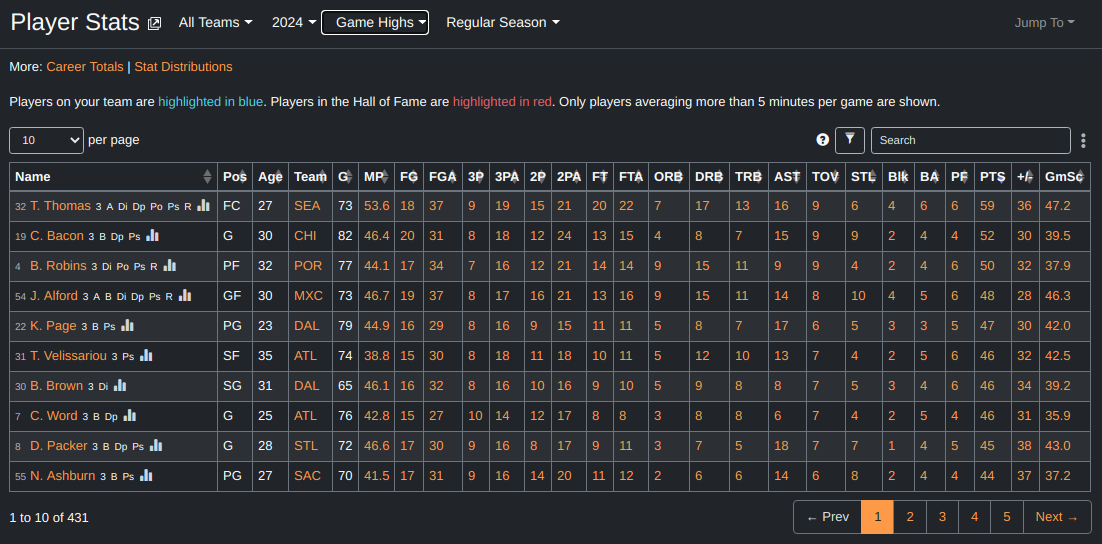 Player Stats All Teams 2024 Game Highs Regular Season Jump To
More: Career Totals | Stat Distributions
Players on your team are highlighted in blue. Players in the Hall of Fame are highlighted in red. Only players averaging more than 5 minutes per game are shown.
10 per page ? Search
Name Pos Age Team G MP FG FGA 3P 3PA 2P 2PA FT FTA ORB DRB TRB AST TOV STL Blk BA PF PTS +/- GmSc
32 T. Thomas 3 A Di Dp Po Ps R FC 27 SEA 73 53.6 18 37 9 19 15 21 20 22 7 17 13 16 9 6 4 6 6 59 36 47.2
19 C. Bacon 3 B Dp Ps G 30 CHI 82 46.4 20 31 8 18 12 24 13 15 4 8 7 15 9 9 2 4 4 52 30 39.5
4 B. Robins 3 Di Po Ps R PF 32 POR 77 44.1 17 34 7 16 12 21 14 14 9 15 11 9 9 4 2 4 6 50 32 37.9
54 J. Alford 3 A B Di Dp Ps R GF 30 MXC 73 46.7 19 37 8 17 16 21 13 16 9 15 11 14 8 10 4 5 6 48 28 46.3
22 K. Page 3 B Ps PG 23 DAL 79 44.9 16 29 8 16 9 15 11 11 5 8 7 17 6 5 3 3 5 47 30 42.0
31 T. Velissariou 3 Ps SF 35 ATL 74 38.8 15 30 8 18 11 18 10 11 5 12 10 13 7 4 2 5 6 46 32 42.5
30 B. Brown 3 Di SG 31 DAL 65 46.1 16 32 8 16 10 16 9 10 5 9 8 8 7 5 3 4 6 46 34 39.2
7 C. Word 3 B Dp G 25 ATL 76 42.8 15 27 10 14 12 17 8 8 3 8 8 6 7 4 2 5 4 46 31 35.9
8 D. Packer 3 B Dp Ps G 28 STL 72 46.6 17 30 9 16 8 17 9 11 3 7 5 18 7 7 1 4 5 45 38 43.0
55 N. Ashburn 3 B Ps PG 27 SAC 70 41.5 17 31 9 16 14 20 11 12 2 6 6 14 6 8 2 4 4 44 37 37.2
1 to 10 of 431 ← Prev 1 2 3 4 5 Next →